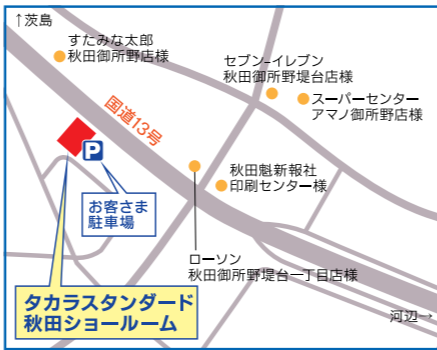 ↑茨島
すたみな太郎
秋田御所野店様
セブン-イレブン
秋田御所野堤台店様
スーパーセンター
アマノ御所野店様
国道13号
P
秋田魁新報社
印刷センター様
お客さま
駐車場
ローソン
秋田御所野堤台一丁目店様
タカラスタンダード
秋田ショールーム
河辺→